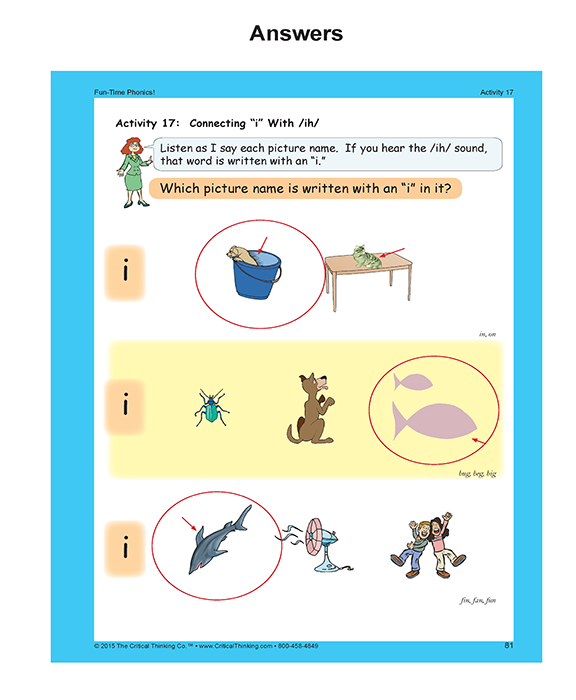 Answers
Fun-Time Phonics!
Activity 17
Activity 17: Connecting “i” With /ih/
Listen as I say each picture name. If you hear the /ih/ sound,
that word is written with an “i.”
Which picture name is written with an “i” in it?
i
in, on
i
bug, beg, big
i
fin, fan, fun
© 2015 The Critical Thinking Co.™ • www.CriticalThinking.com • 800-458-4849
81